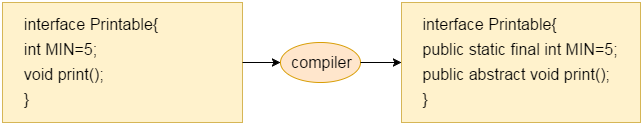 interface Printable{
int MIN=5;
void print();
}
compiler
interface Printable{
public static final int MIN=5;
public abstract void print();
}